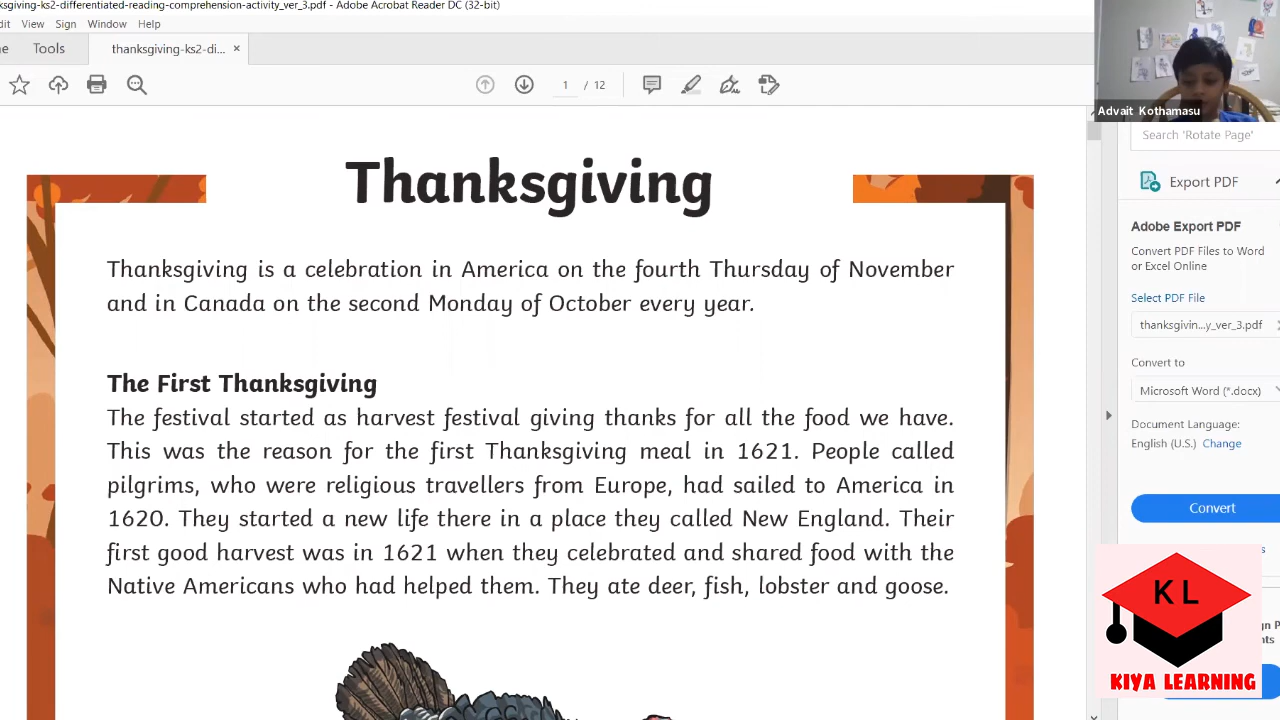 ksgiving-ks2-differentiated-reading-comprehension-activity_ver_3.pdf - Adobe Acrobat Reader DC (32-bit)
dit View Sign Window Help
Tools thanksgiving-ks2-di... ×
1 / 12
Advait Kothamasu
Search 'Rotate Page'
Export PDF
Adobe Export PDF
Convert PDF Files to Word
or Excel Online
Select PDF File
thanksgivin...y_ver_3.pdf
Convert to
Microsoft Word (*.docx)
Document Language:
English (U.S.) Change
Convert
Thanksgiving
Thanksgiving is a celebration in America on the fourth Thursday of November
and in Canada on the second Monday of October every year.
The First Thanksgiving
The festival started as harvest festival giving thanks for all the food we have.
This was the reason for the first Thanksgiving meal in 1621. People called
pilgrims, who were religious travellers from Europe, had sailed to America in
1620. They started a new life there in a place they called New England. Their
first good harvest was in 1621 when they celebrated and shared food with the
Native Americans who had helped them. They ate deer, fish, lobster and goose.
K L
KIYA LEARNING